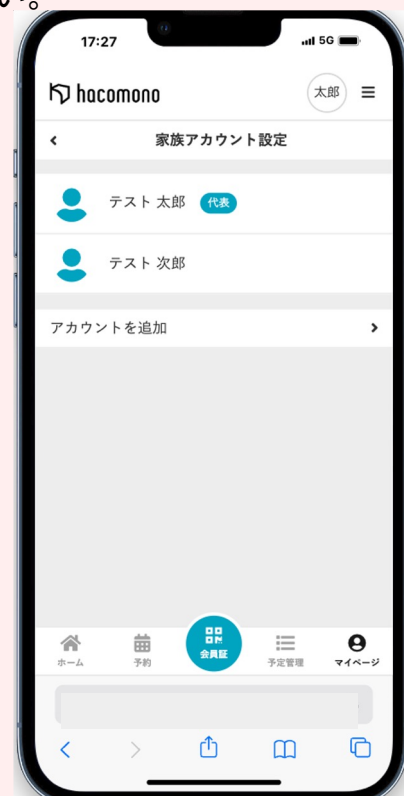 い。
17:27
5G
hacomono
太郎
家族アカウント設定
テスト 太郎 代表
テスト 次郎
アカウントを追加
ホーム
予約
会員証
予定管理
マイページ